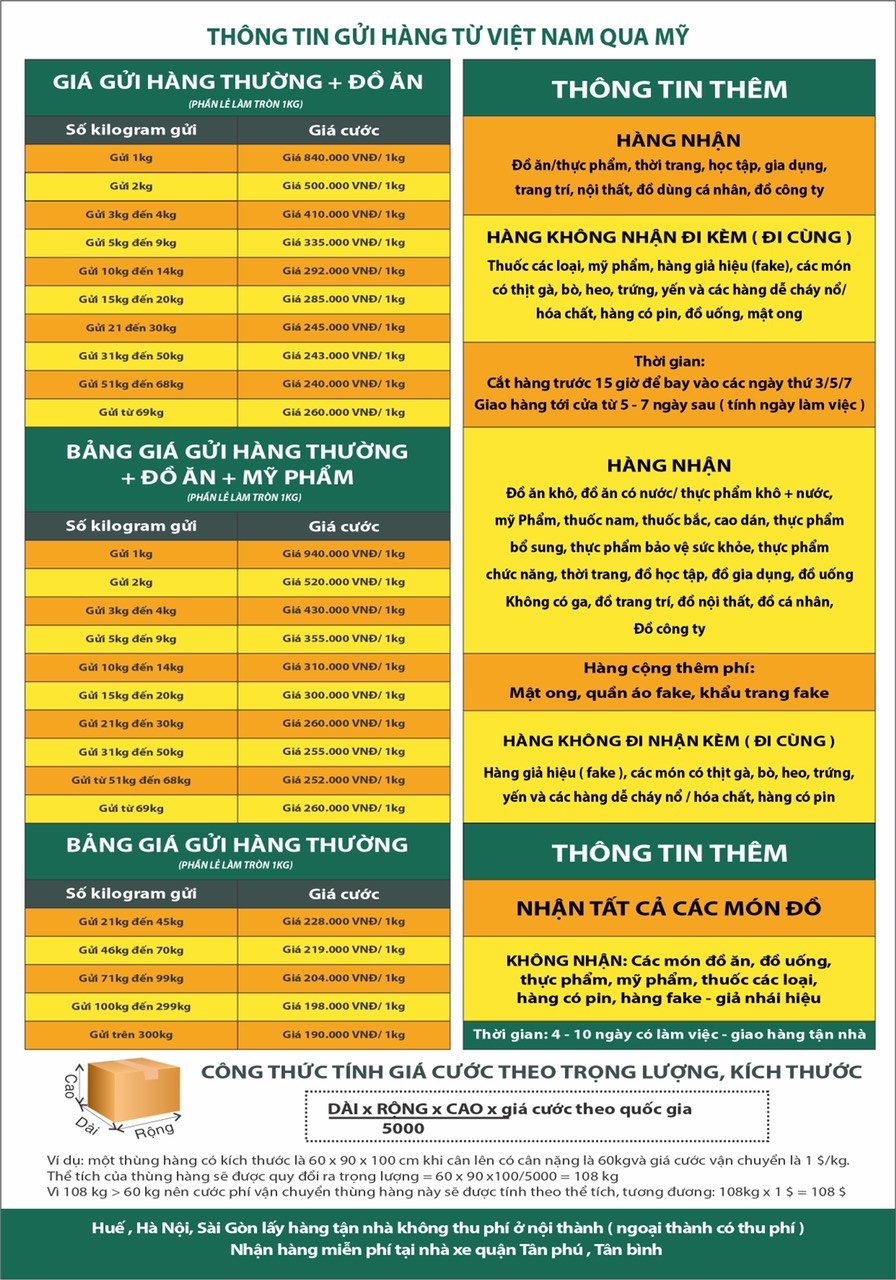 THÔNG TIN GỬI HÀNG TỪ VIỆT NAM QUA MỸ
GIÁ GỬI HÀNG THƯỜNG + ĐỒ ĂN
(PHẦN LẺ LÀM TRÒN 1KG)
Số kilogram gửi Giá cước
Gửi 1kg Giá 840.000 VNĐ/ 1kg
Gửi 2kg Giá 500.000 VNĐ/ 1kg
Gửi 3kg đến 4kg Giá 410.000 VNĐ/ 1kg
Gửi 5kg đến 9kg Giá 335.000 VNĐ/ 1kg
Gửi 10kg đến 14kg Giá 292.000 VNĐ/ 1kg
Gửi 15kg đến 20kg Giá 285.000 VNĐ/ 1kg
Gửi 21 đến 30kg Giá 245.000 VNĐ/ 1kg
Gửi 31kg đến 50kg Giá 243.000 VNĐ/ 1kg
Gửi 51kg đến 68kg Giá 240.000 VNĐ/ 1kg
Gửi từ 69kg Giá 260.000 VNĐ/ 1kg
BẢNG GIÁ GỬI HÀNG THƯỜNG
+ ĐỒ ĂN + MỸ PHẨM
(PHẦN LẺ LÀM TRÒN 1KG)
Số kilogram gửi Giá cước
Gửi 1kg Giá 940.000 VNĐ/ 1kg
Gửi 2kg Giá 520.000 VNĐ/ 1kg
Gửi 3kg đến 4kg Giá 430.000 VNĐ/ 1kg
Gửi 5kg đến 9kg Giá 355.000 VNĐ/ 1kg
Gửi 10kg đến 14kg Giá 310.000 VNĐ/ 1kg
Gửi 15kg đến 20kg Giá 300.000 VNĐ/ 1kg
Gửi 21kg đến 30kg Giá 260.000 VNĐ/ 1kg
Gửi 31kg đến 50kg Giá 255.000 VNĐ/ 1kg
Gửi từ 51kg đến 68kg Giá 252.000 VNĐ/ 1kg
Gửi từ 69kg Giá 260.000 VNĐ/ 1kg
BẢNG GIÁ GỬI HÀNG THƯỜNG
(PHẦN LẺ LÀM TRÒN 1KG)
Số kilogram gửi Giá cước
Gửi 21kg đến 45kg Giá 228.000 VNĐ/ 1kg
Gửi 46kg đến 70kg Giá 219.000 VNĐ/ 1kg
Gửi 71kg đến 99kg Giá 204.000 VNĐ/ 1kg
Gửi 100kg đến 299kg Giá 198.000 VNĐ/ 1kg
Gửi trên 300kg Giá 190.000 VNĐ/ 1kg
THÔNG TIN THÊM
HÀNG NHẬN
Đồ ăn/thực phẩm, thời trang, học tập, gia dụng,
trang trí, nội thất, đồ dùng cá nhân, đồ công ty
HÀNG KHÔNG NHẬN ĐI KÈM ( ĐI CÙNG )
Thuốc các loại, mỹ phẩm, hàng giả hiệu (fake), các món
có thịt gà, bò, heo, trứng, yến và các hàng dễ cháy nổ/
hóa chất, hàng có pin, đồ uống, mật ong
Thời gian:
Cắt hàng trước 15 giờ để bay vào các ngày thứ 3/5/7
Giao hàng tới cửa từ 5 - 7 ngày sau ( tính ngày làm việc )
HÀNG NHẬN
Đồ ăn khô, đồ ăn có nước/ thực phẩm khô + nước,
mỹ Phẩm, thuốc nam, thuốc bắc, cao dán, thực phẩm
bổ sung, thực phẩm bảo vệ sức khỏe, thực phẩm
chức năng, thời trang, đồ học tập, đồ gia dụng, đồ uống
Không có ga, đồ trang trí, đồ nội thất, đồ cá nhân,
Đồ công ty
Hàng cộng thêm phí:
Mật ong, quần áo fake, khẩu trang fake
HÀNG KHÔNG ĐI NHẬN KÈM ( ĐI CÙNG )
Hàng giả hiệu ( fake ), các món có thịt gà, bò, heo, trứng,
yến và các hàng dễ cháy nổ / hóa chất, hàng có pin
THÔNG TIN THÊM
NHẬN TẤT CẢ CÁC MÓN ĐỒ
KHÔNG NHẬN: Các món đồ ăn, đồ uống,
thực phẩm, mỹ phẩm, thuốc các loại,
hàng có pin, hàng fake - giả nhái hiệu
Thời gian: 4 - 10 ngày có làm việc - giao hàng tận nhà
Cao
Dài
Rộng
CÔNG THỨC TÍNH GIÁ CƯỚC THEO TRỌNG LƯỢNG, KÍCH THƯỚC
DÀI x RỘNG x CAO x giá cước theo quốc gia
5000
Ví dụ: một thùng hàng có kích thước là 60 x 90 x 100 cm khi cân lên có cân nặng là 60kgvà giá cước vận chuyển là 1 $/kg.
Thể tích của thùng hàng sẽ được quy đổi ra trọng lượng = 60 x 90 x100/5000 = 108 kg
Vì 108 kg > 60 kg nên cước phí vận chuyển thùng hàng này sẽ được tính theo thể tích, tương đương: 108kg x 1 $ = 108 $
Huế , Hà Nội, Sài Gòn lấy hàng tận nhà không thu phí ở nội thành ( ngoại thành có thu phí )
Nhận hàng miễn phí tại nhà xe quận Tân phú , Tân bình